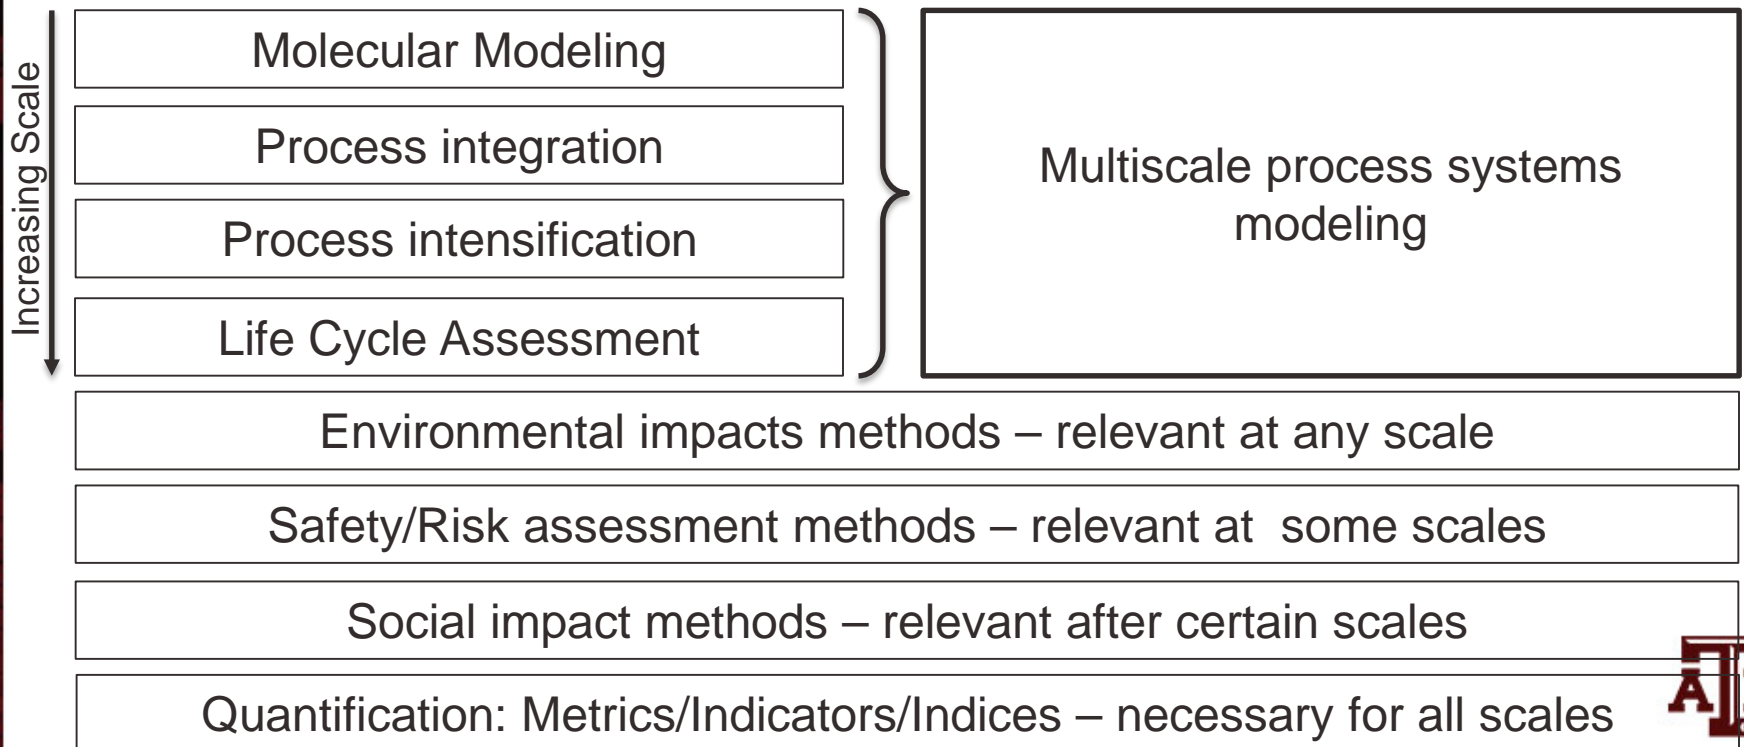 Increasing Scale
Molecular Modeling
Process integration
Process intensification
Life Cycle Assessment
Multiscale process systems
modeling
Environmental impacts methods – relevant at any scale
Safety/Risk assessment methods – relevant at  some scales
Social impact methods – relevant after certain scales
Quantification: Metrics/Indicators/Indices – necessary for all scales
A T